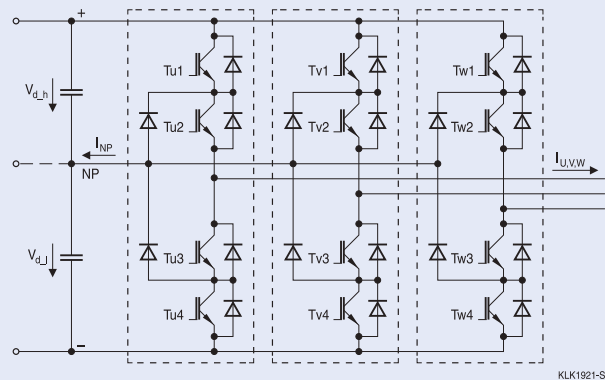 +
Tu1
Tv1
Tw1
V_d_h
Tu2
Tv2
Tw2
I_NP
NP
I_U,V,W
V_d_l
Tu3
Tv3
Tw3
Tu4
Tv4
Tw4
–
KLK1921-S